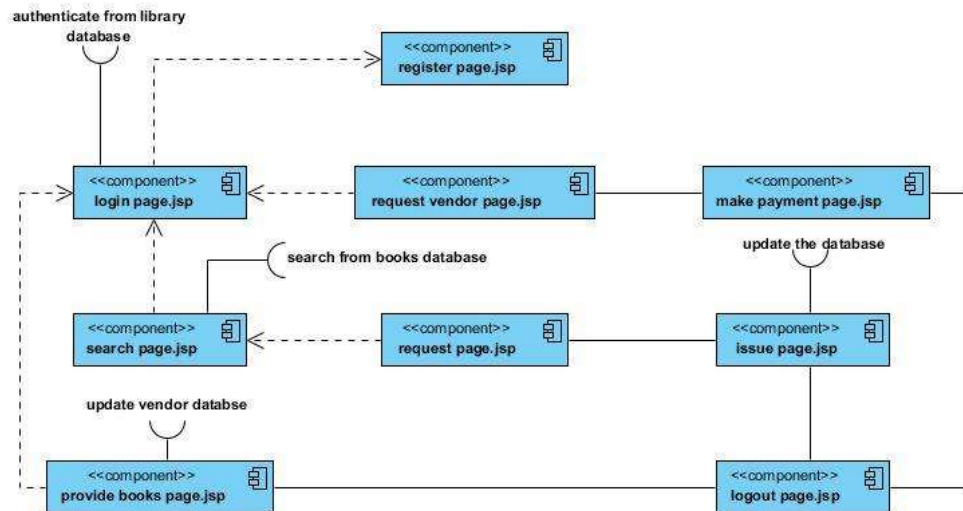 authenticate from library
database
<<component>>
register page.jsp
<<component>>
login page.jsp
<<component>>
request vendor page.jsp
<<component>>
make payment page.jsp
search from books database
update the database
<<component>>
search page.jsp
<<component>>
request page.jsp
<<component>>
issue page.jsp
update vendor databse
<<component>>
provide books page.jsp
<<component>>
logout page.jsp